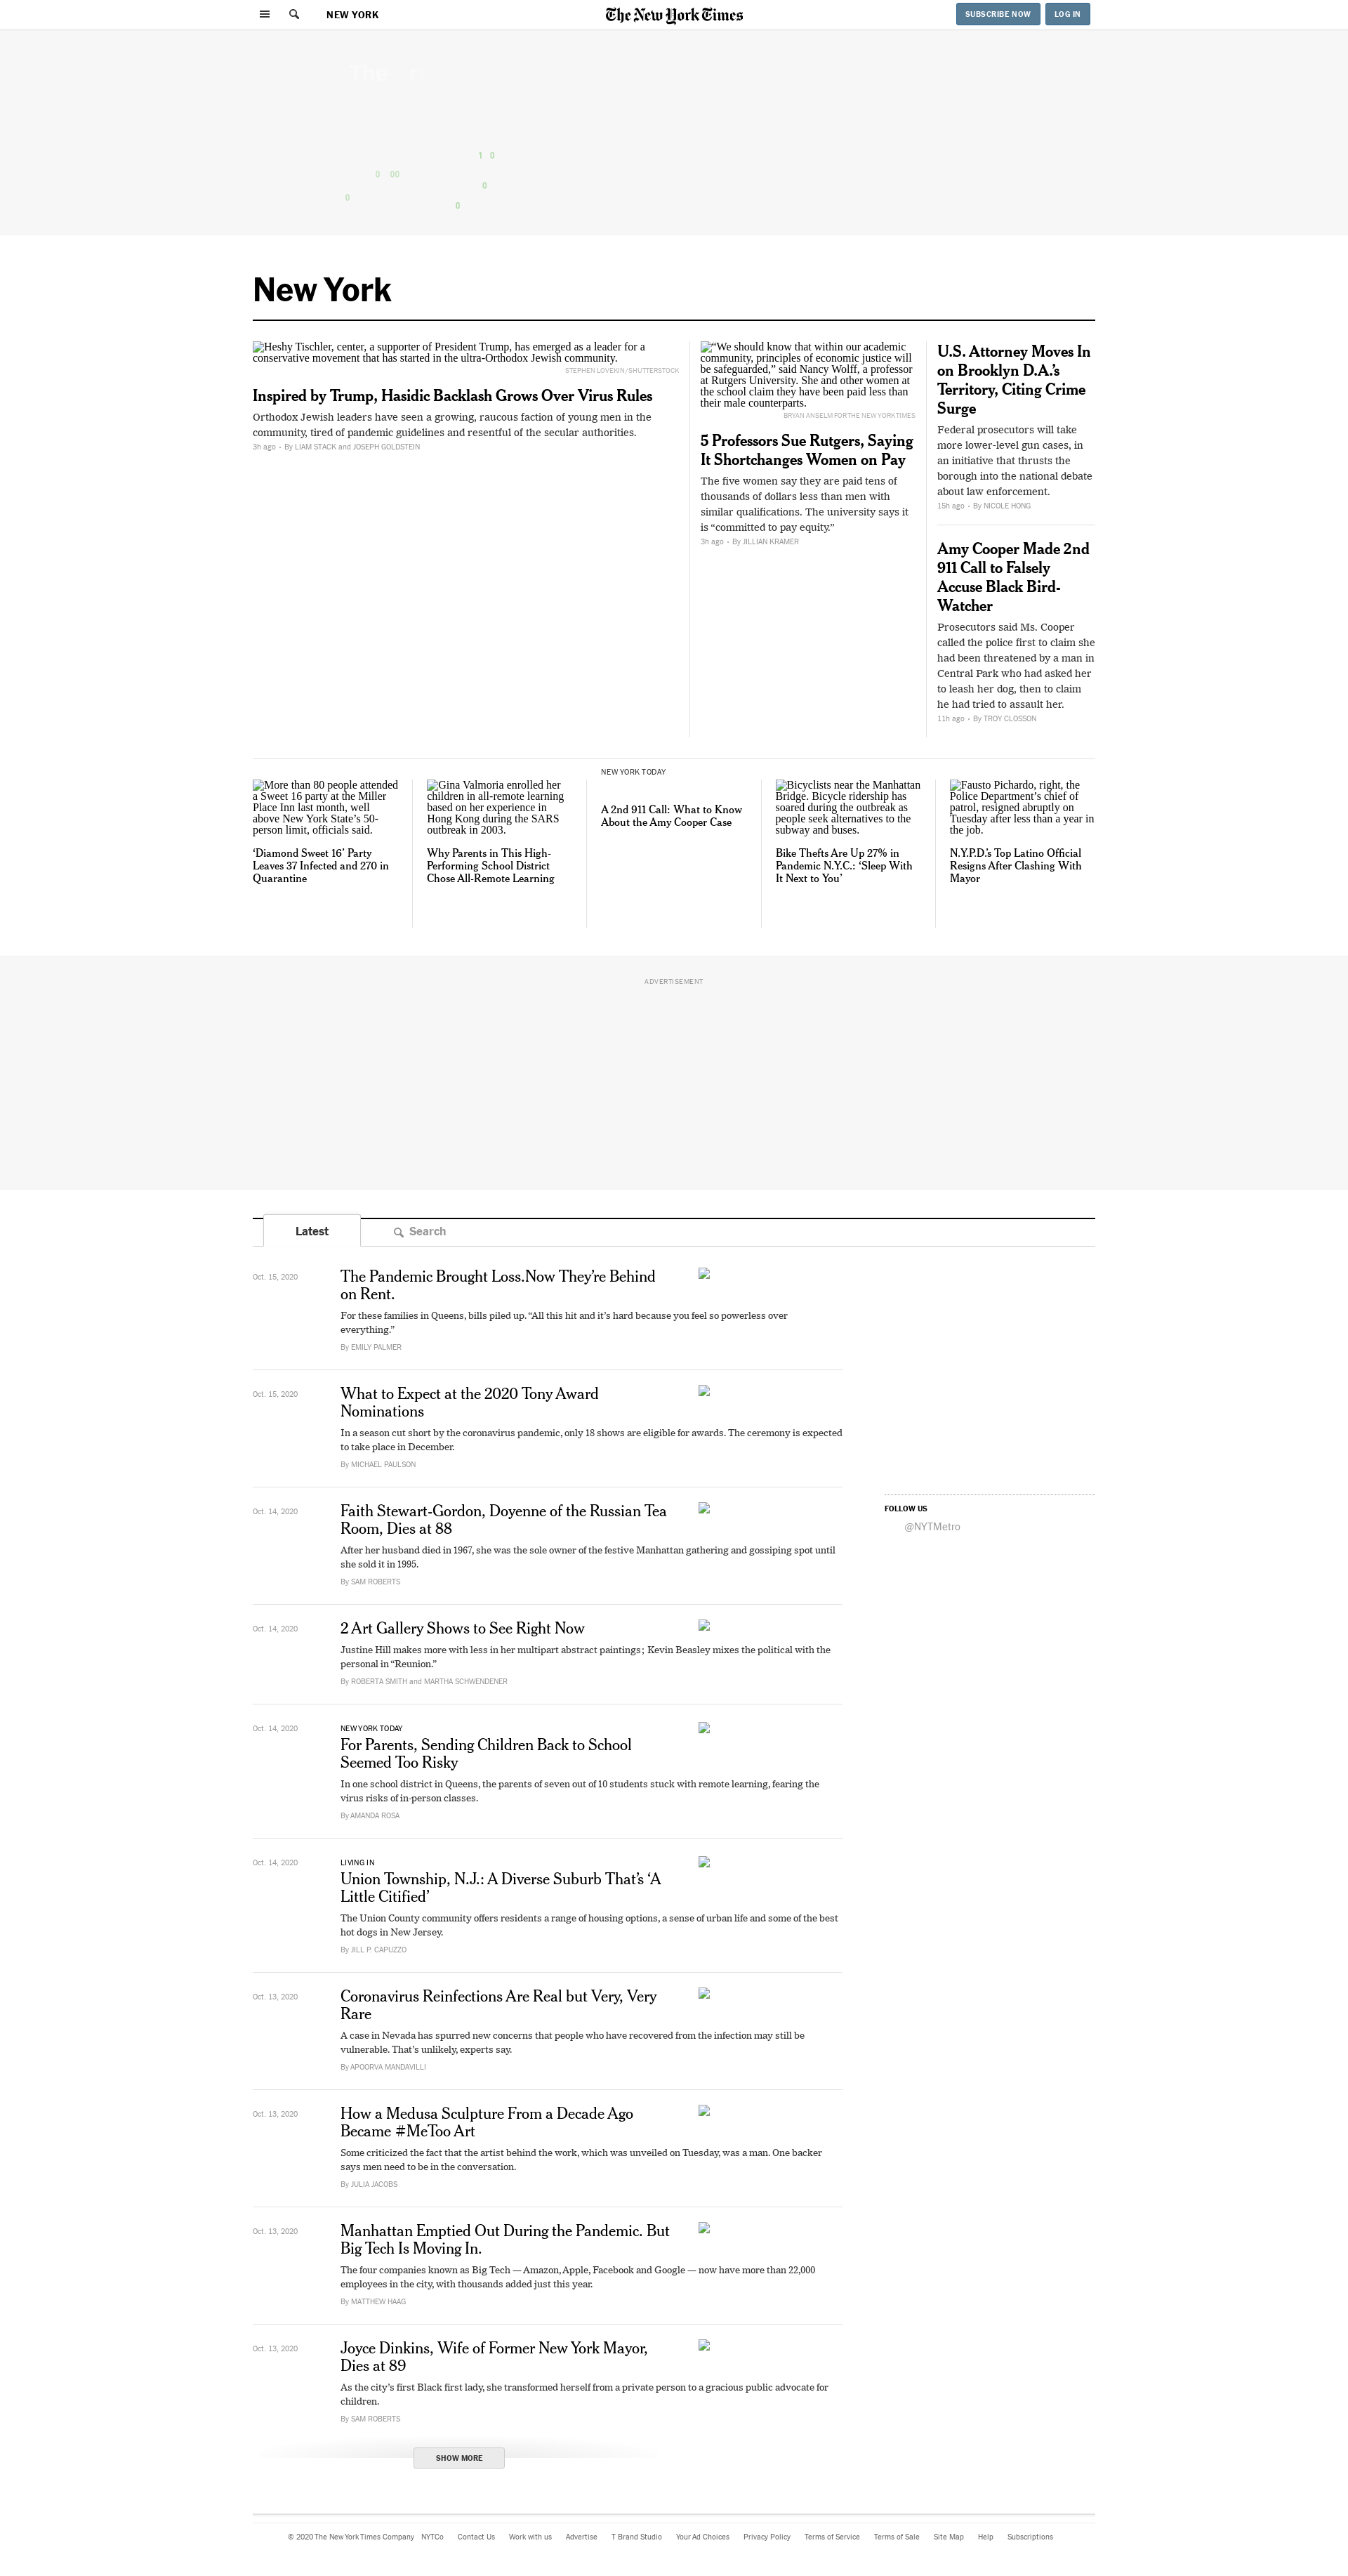 NEW YORK
The New York Times
SUBSCRIBE NOW
LOG IN
The
1 0
0 00
0
0
0
New York
Heshy Tischler, center, a supporter of President Trump, has emerged as a leader for a
conservative movement that has started in the ultra-Orthodox Jewish community.
STEPHEN LOVEKIN/SHUTTERSTOCK
Inspired by Trump, Hasidic Backlash Grows Over Virus Rules
Orthodox Jewish leaders have seen a growing, raucous faction of young men in the
community, tired of pandemic guidelines and resentful of the secular authorities.
3h ago • By LIAM STACK and JOSEPH GOLDSTEIN
“We should know that within our academic
community, principles of economic justice will
be safeguarded,” said Nancy Wolff, a professor
at Rutgers University. She and other women at
the school claim they have been paid less than
their male counterparts.
BRYAN ANSELM FOR THE NEW YORK TIMES
5 Professors Sue Rutgers, Saying
It Shortchanges Women on Pay
The five women say they are paid tens of
thousands of dollars less than men with
similar qualifications. The university says it
is “committed to pay equity.”
3h ago • By JILLIAN KRAMER
U.S. Attorney Moves In
on Brooklyn D.A.’s
Territory, Citing Crime
Surge
Federal prosecutors will take
more lower-level gun cases, in
an initiative that thrusts the
borough into the national debate
about law enforcement.
15h ago • By NICOLE HONG
Amy Cooper Made 2nd
911 Call to Falsely
Accuse Black Bird-
Watcher
Prosecutors said Ms. Cooper
called the police first to claim she
had been threatened by a man in
Central Park who had asked her
to leash her dog, then to claim
he had tried to assault her.
11h ago • By TROY CLOSSON
More than 80 people attended
a Sweet 16 party at the Miller
Place Inn last month, well
above New York State’s 50-
person limit, officials said.
‘Diamond Sweet 16’ Party
Leaves 37 Infected and 270 in
Quarantine
Gina Valmoria enrolled her
children in all-remote learning
based on her experience in
Hong Kong during the SARS
outbreak in 2003.
Why Parents in This High-
Performing School District
Chose All-Remote Learning
NEW YORK TODAY
A 2nd 911 Call: What to Know
About the Amy Cooper Case
Bicyclists near the Manhattan
Bridge. Bicycle ridership has
soared during the outbreak as
people seek alternatives to the
subway and buses.
Bike Thefts Are Up 27% in
Pandemic N.Y.C.: ‘Sleep With
It Next to You’
Fausto Pichardo, right, the
Police Department’s chief of
patrol, resigned abruptly on
Tuesday after less than a year in
the job.
N.Y.P.D.’s Top Latino Official
Resigns After Clashing With
Mayor
ADVERTISEMENT
Latest
Search
Oct. 15, 2020
The Pandemic Brought Loss.Now They’re Behind
on Rent.
For these families in Queens, bills piled up. “All this hit and it’s hard because you feel so powerless over
everything.”
By EMILY PALMER
Oct. 15, 2020
What to Expect at the 2020 Tony Award
Nominations
In a season cut short by the coronavirus pandemic, only 18 shows are eligible for awards. The ceremony is expected
to take place in December.
By MICHAEL PAULSON
FOLLOW US
@NYTMetro
Oct. 14, 2020
Faith Stewart-Gordon, Doyenne of the Russian Tea
Room, Dies at 88
After her husband died in 1967, she was the sole owner of the festive Manhattan gathering and gossiping spot until
she sold it in 1995.
By SAM ROBERTS
Oct. 14, 2020
2 Art Gallery Shows to See Right Now
Justine Hill makes more with less in her multipart abstract paintings; Kevin Beasley mixes the political with the
personal in “Reunion.”
By ROBERTA SMITH and MARTHA SCHWENDENER
Oct. 14, 2020
NEW YORK TODAY
For Parents, Sending Children Back to School
Seemed Too Risky
In one school district in Queens, the parents of seven out of 10 students stuck with remote learning, fearing the
virus risks of in-person classes.
By AMANDA ROSA
Oct. 14, 2020
LIVING IN
Union Township, N.J.: A Diverse Suburb That’s ‘A
Little Citified’
The Union County community offers residents a range of housing options, a sense of urban life and some of the best
hot dogs in New Jersey.
By JILL P. CAPUZZO
Oct. 13, 2020
Coronavirus Reinfections Are Real but Very, Very
Rare
A case in Nevada has spurred new concerns that people who have recovered from the infection may still be
vulnerable. That’s unlikely, experts say.
By APOORVA MANDAVILLI
Oct. 13, 2020
How a Medusa Sculpture From a Decade Ago
Became #MeToo Art
Some criticized the fact that the artist behind the work, which was unveiled on Tuesday, was a man. One backer
says men need to be in the conversation.
By JULIA JACOBS
Oct. 13, 2020
Manhattan Emptied Out During the Pandemic. But
Big Tech Is Moving In.
The four companies known as Big Tech — Amazon, Apple, Facebook and Google — now have more than 22,000
employees in the city, with thousands added just this year.
By MATTHEW HAAG
Oct. 13, 2020
Joyce Dinkins, Wife of Former New York Mayor,
Dies at 89
As the city’s first Black first lady, she transformed herself from a private person to a gracious public advocate for
children.
By SAM ROBERTS
SHOW MORE
© 2020 The New York Times Company NYTCo Contact Us Work with us Advertise T Brand Studio Your Ad Choices Privacy Policy Terms of Service Terms of Sale Site Map Help Subscriptions